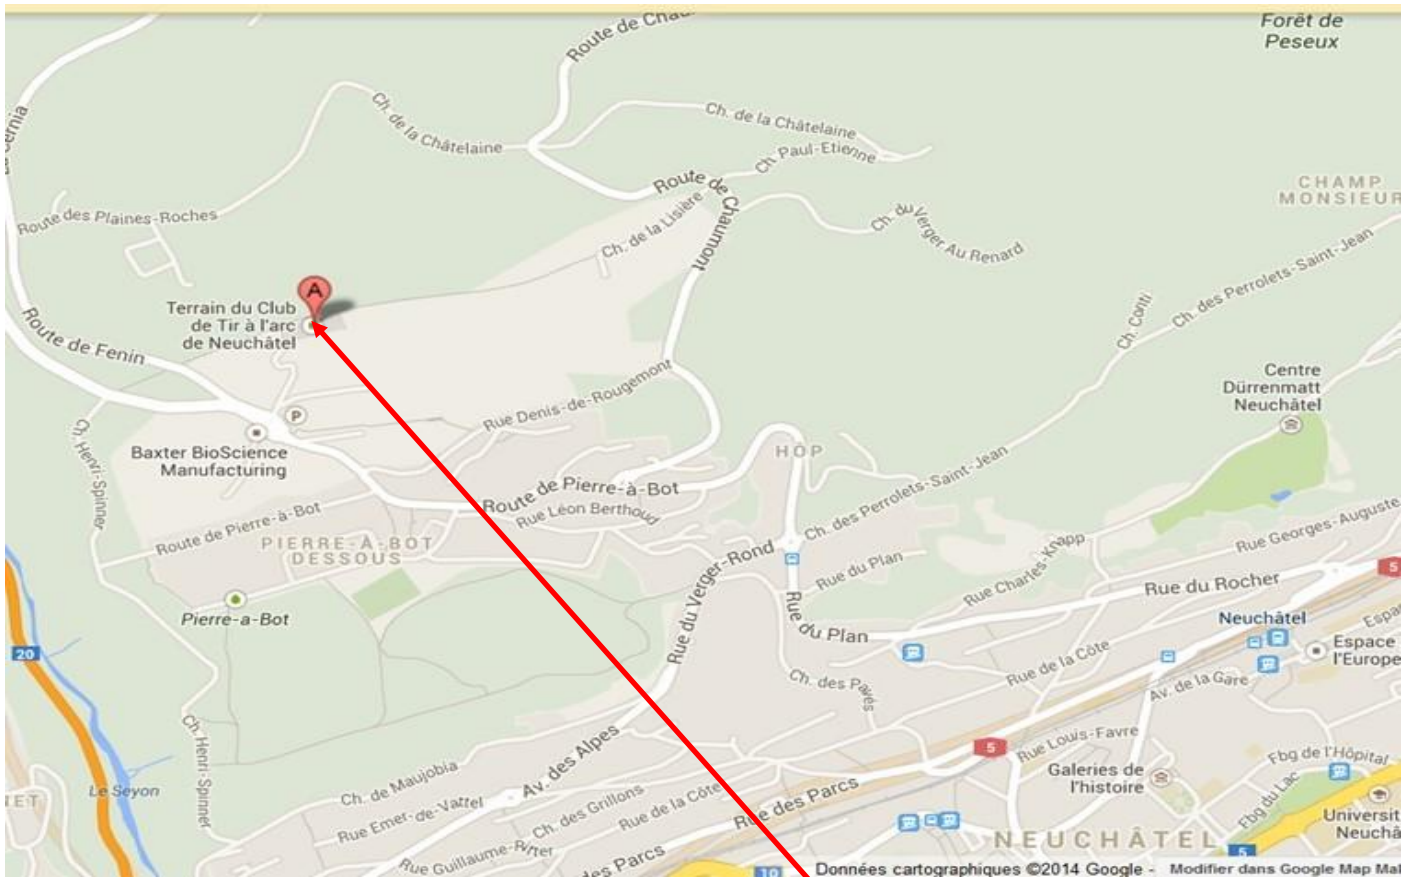 Forêt de
Peseux
Route de
Ch. de la Châtelaine
Ch. de la Châtelaine
Ch. Paul-Etienne
Route de Chaumont
CHAMP
MONSIEUR
Route des Plaines-Roches
Ch. de la Lisière
Ch. du Verger Au Renard
Ch. des Perrolets-Saint-Jean
A
Terrain du Club
de Tir à l'arc
de Neuchâtel
Route de Fenin
Ch. Conti
Centre
Dürrenmatt
Neuchâtel
Rue Denis-de-Rougemont
P
Baxter BioScience
Manufacturing
Ch. Henri-Spinner
HÔP
Route de Pierre-à-Bot
Rue Léon Berthoud
Ch. des Perrolets-Saint-Jean
Route de Pierre-à-Bot
PIERRE-À-BOT
DESSOUS
Rue Georges-Auguste
Rue du Verger-Rond
Rue du Plan
Rue Charles-Knapp
5
Rue du Rocher
Pierre-a-Bot
Rue du Plan
Neuchâtel
20
Espace
l'Europe
Rue de la Côte
Ch. des Pavés
Av. de la Gare
Ch. Henri-Spinner
Av. des Alpes
5
Rue Louis-Favre
Fbg de l'Hôpital
Galeries de
l'histoire
Le Seyon
Ch. de Maujobia
Rue Emer-de-Vattel
Ch. des Grillons
Rue de la Côte
Rue des Parcs
Fbg du Lac
NEUCHÂTEL
5
Rue Guillaume-Ritter
des Parcs
10
Données cartographiques ©2014 Google - Modifier dans Google Map